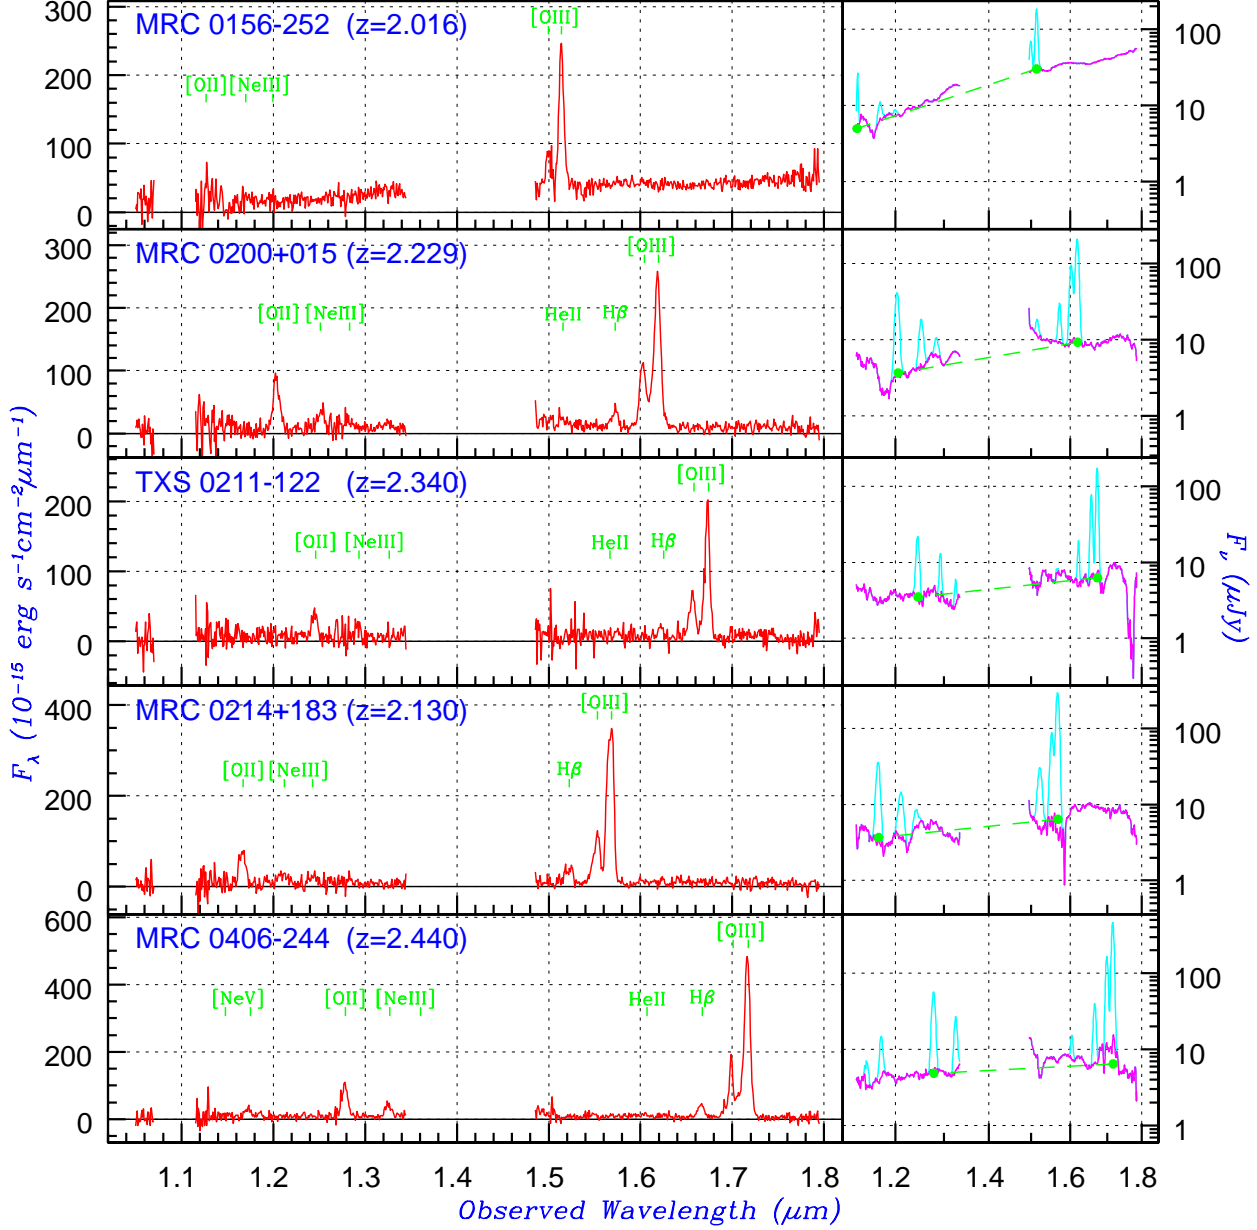 MRC 0156-252 (z=2.016)
[OIII]
[OII] [NeIII]
300
200
100
0
100
10
1
MRC 0200+015 (z=2.229)
[OIII]
[OII] [NeIII] HeII Hβ
300
200
100
0
100
10
1
TXS 0211-122 (z=2.340)
[OIII]
[OII] [NeIII] HeII Hβ
200
100
0
100
10
1
MRC 0214+183 (z=2.130)
[OIII]
[OII] [NeIII] Hβ
400
200
0
100
10
1
MRC 0406-244 (z=2.440)
[OIII]
[NeV] [OII] [NeIII] HeII Hβ
600
400
200
0
100
10
1
1.1 1.2 1.3 1.4 1.5 1.6 1.7 1.8
1.2 1.4 1.6 1.8
Observed Wavelength (μm)
F_λ (10⁻¹⁵ erg s⁻¹cm⁻²μm⁻¹)
F_ν (μJy)